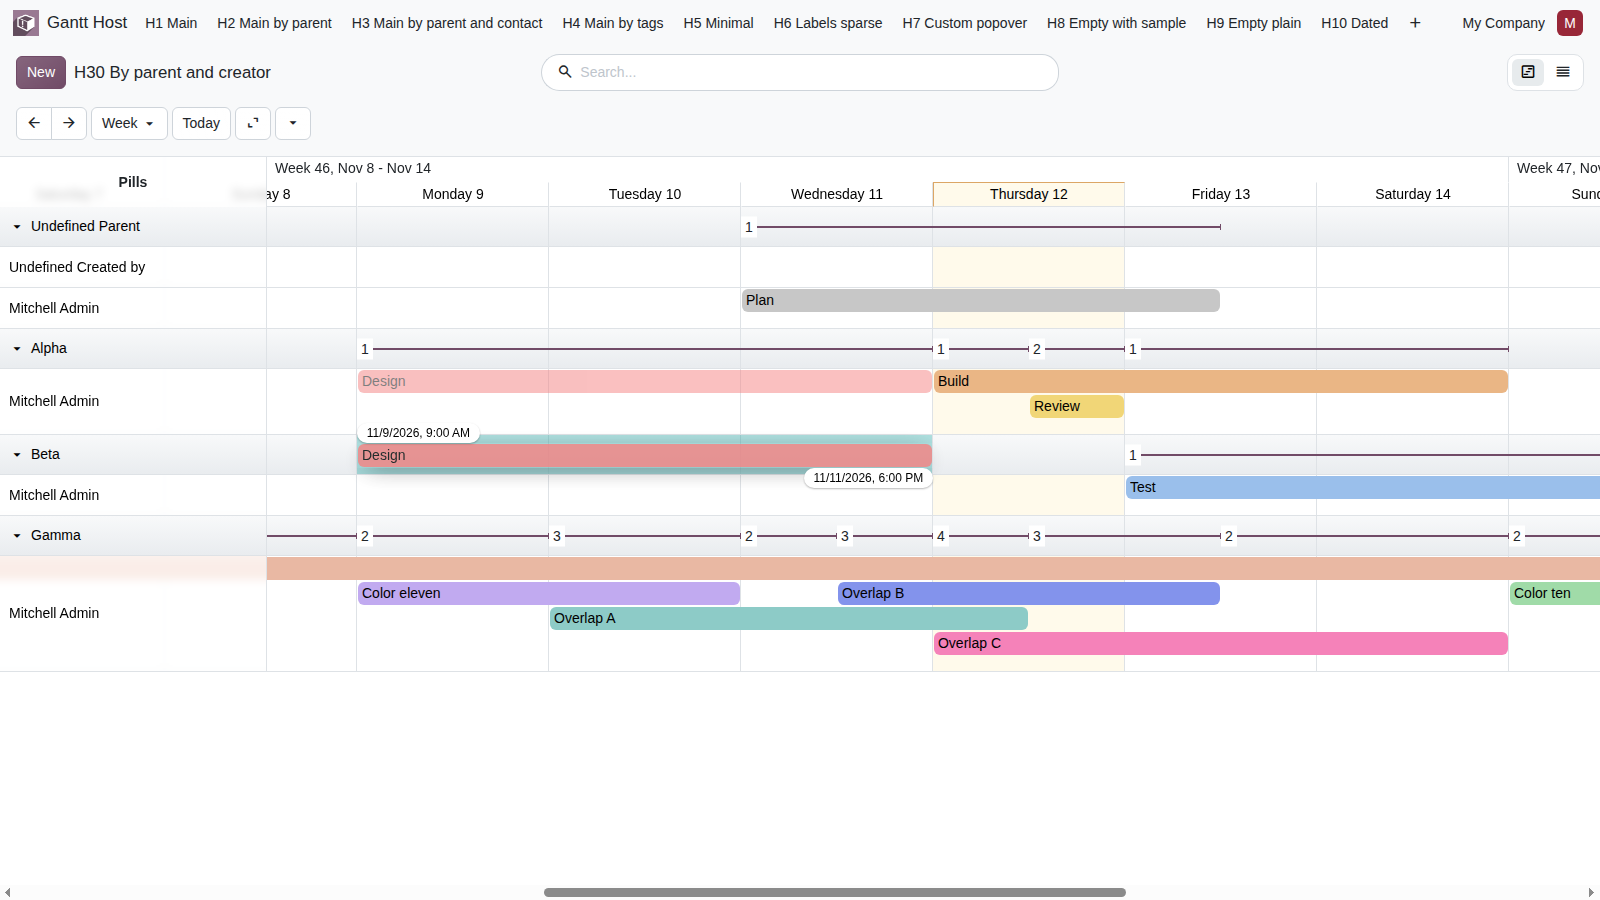 Gantt Host H1 Main H2 Main by parent H3 Main by parent and contact H4 Main by tags H5 Minimal H6 Labels sparse H7 Custom popover H8 Empty with sample H9 Empty plain H10 Dated + My Company M
New H30 By parent and creator Search...
Week Today
Week 46, Nov 8 - Nov 14 Week 47, Nov
Pills
ay 8 Monday 9 Tuesday 10 Wednesday 11 Thursday 12 Friday 13 Saturday 14 Sund
Undefined Parent 1
Undefined Created by
Mitchell Admin Plan
Alpha 1 1 2 1
Mitchell Admin Design Build
Review
11/9/2026, 9:00 AM
Beta Design 1
11/11/2026, 6:00 PM
Mitchell Admin Test
Gamma 2 3 2 3 4 3 2 2
Color eleven Overlap B Color ten
Mitchell Admin Overlap A
Overlap C